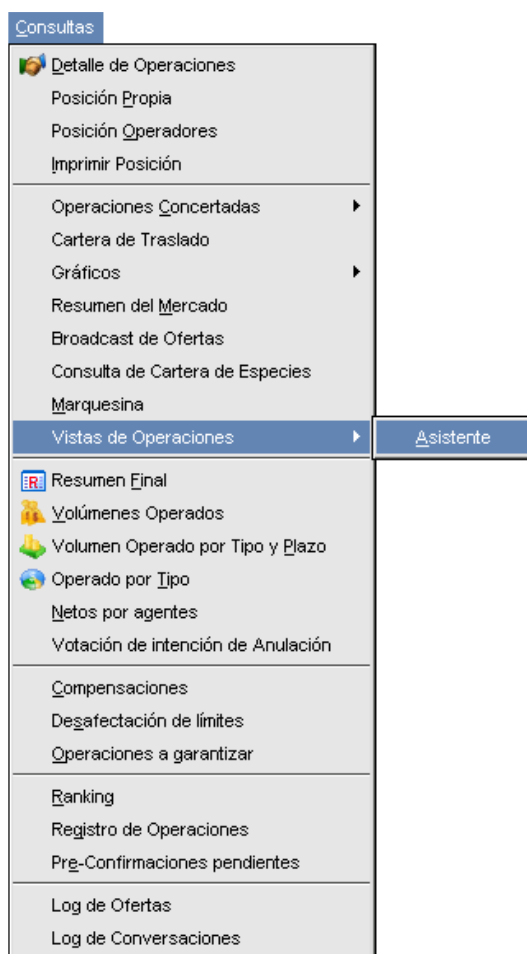 Consultas
Detalle de Operaciones
Posición Propia
Posición Operadores
Imprimir Posición
Operaciones Concertadas
Cartera de Traslado
Gráficos
Resumen del Mercado
Broadcast de Ofertas
Consulta de Cartera de Especies
Marquesina
Vistas de Operaciones
Asistente
Resumen Final
Volúmenes Operados
Volumen Operado por Tipo y Plazo
Operado por Tipo
Netos por agentes
Votación de intención de Anulación
Compensaciones
Desafectación de límites
Operaciones a garantizar
Ranking
Registro de Operaciones
Pre-Confirmaciones pendientes
Log de Ofertas
Log de Conversaciones